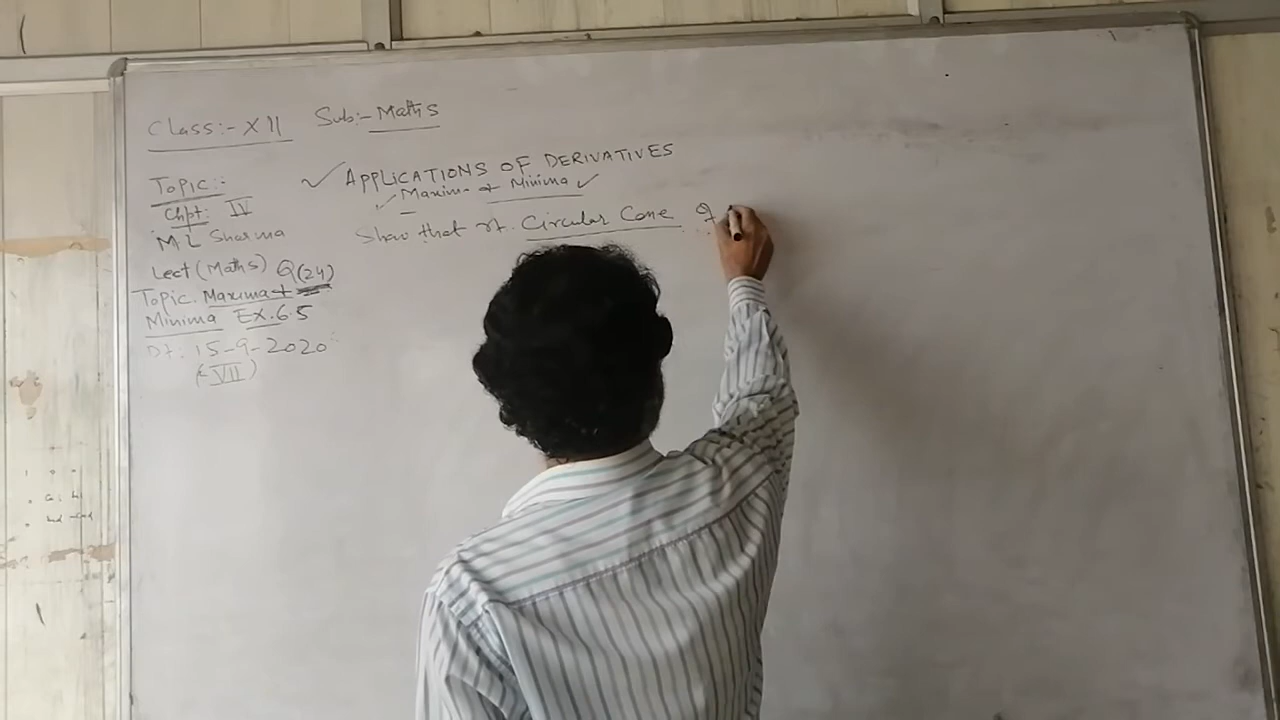 Class:- XII Sub:- Maths
Topic:-
Chpt: IV
M L Sharma
Lect (Maths) Q(24)
Topic. Maxima &
Minima EX.6.5
Dt: 15-9-2020
(VII)
✓ APPLICATIONS OF DERIVATIVES
✓ Maxima & Minima ✓
Show that rt. Circular Cone